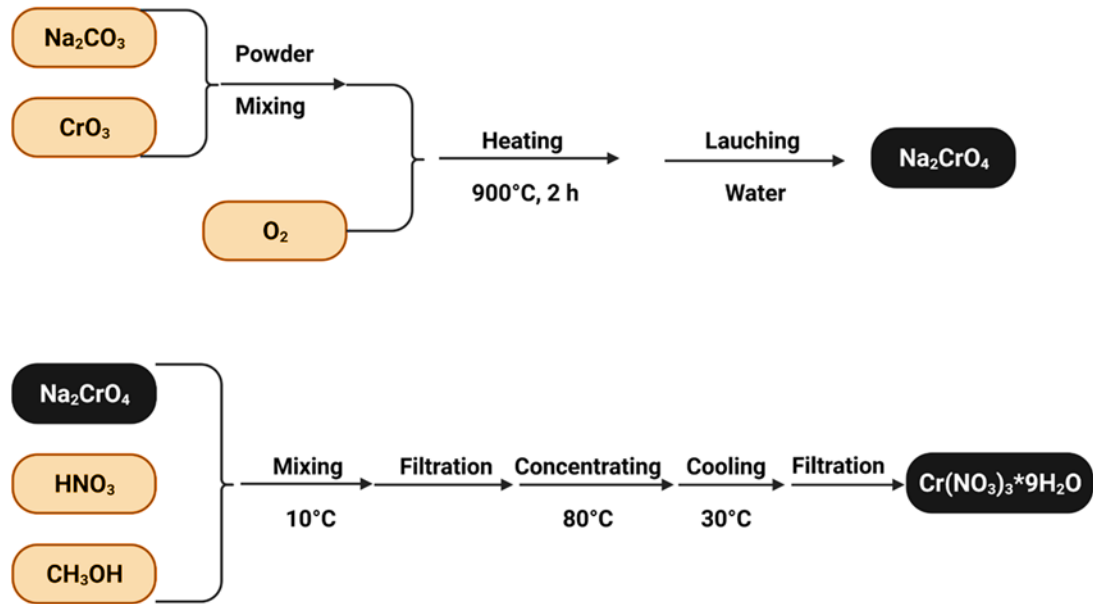 Na₂CO₃
Powder
Mixing
CrO₃
Heating
900°C, 2 h
Lauching
Water
Na₂CrO₄
O₂
Na₂CrO₄
HNO₃
CH₃OH
Mixing
10°C
Filtration
Concentrating
80°C
Cooling
30°C
Filtration
Cr(NO₃)₃*9H₂O